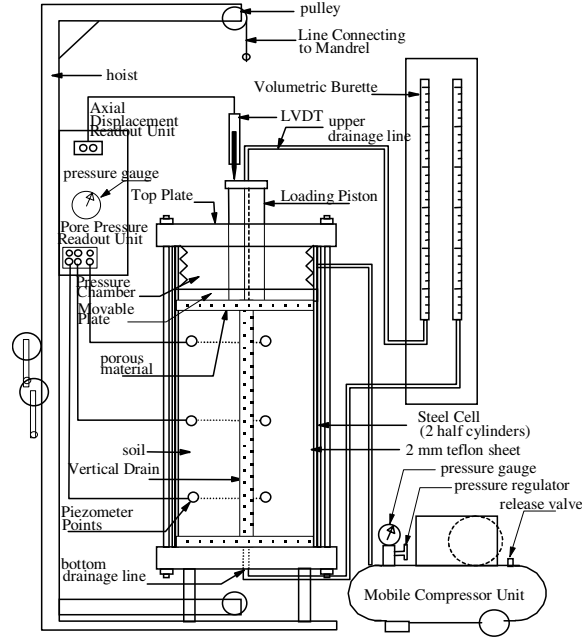 pulley
Line Connecting
to Mandrel
hoist
Volumetric Burette
Axial
Displacement
Readout Unit
LVDT
upper
drainage line
pressure gauge
Top Plate
Loading Piston
Pore Pressure
Readout Unit
Pressure
Chamber
Movable
Plate
porous
material
Steel Cell
(2 half cylinders)
soil
2 mm teflon sheet
Vertical Drain
pressure gauge
pressure regulator
release valve
Piezometer
Points
bottom
drainage line
Mobile Compressor Unit